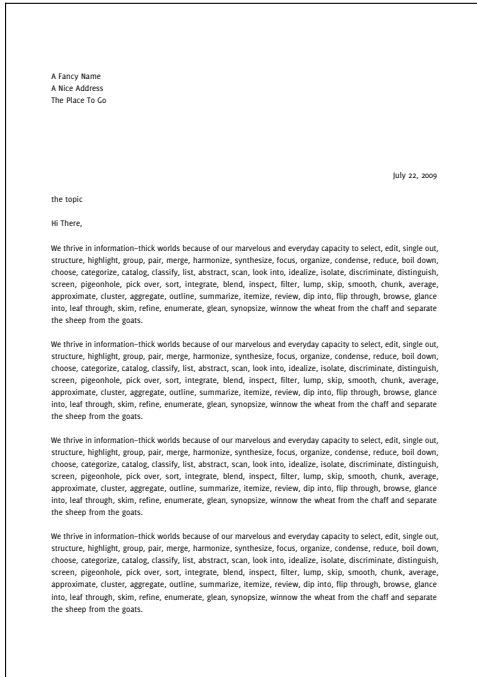 A Fancy Name
A Nice Address
The Place To Go
July 22, 2009
the topic
Hi There,
We thrive in information–thick worlds because of our marvelous and everyday capacity to select, edit, single out,
structure, highlight, group, pair, merge, harmonize, synthesize, focus, organize, condense, reduce, boil down,
choose, categorize, catalog, classify, list, abstract, scan, look into, idealize, isolate, discriminate, distinguish,
screen, pigeonhole, pick over, sort, integrate, blend, inspect, filter, lump, skip, smooth, chunk, average,
approximate, cluster, aggregate, outline, summarize, itemize, review, dip into, flip through, browse, glance
into, leaf through, skim, refine, enumerate, glean, synopsize, winnow the wheat from the chaff and separate
the sheep from the goats.
We thrive in information–thick worlds because of our marvelous and everyday capacity to select, edit, single out,
structure, highlight, group, pair, merge, harmonize, synthesize, focus, organize, condense, reduce, boil down,
choose, categorize, catalog, classify, list, abstract, scan, look into, idealize, isolate, discriminate, distinguish,
screen, pigeonhole, pick over, sort, integrate, blend, inspect, filter, lump, skip, smooth, chunk, average,
approximate, cluster, aggregate, outline, summarize, itemize, review, dip into, flip through, browse, glance
into, leaf through, skim, refine, enumerate, glean, synopsize, winnow the wheat from the chaff and separate
the sheep from the goats.
We thrive in information–thick worlds because of our marvelous and everyday capacity to select, edit, single out,
structure, highlight, group, pair, merge, harmonize, synthesize, focus, organize, condense, reduce, boil down,
choose, categorize, catalog, classify, list, abstract, scan, look into, idealize, isolate, discriminate, distinguish,
screen, pigeonhole, pick over, sort, integrate, blend, inspect, filter, lump, skip, smooth, chunk, average,
approximate, cluster, aggregate, outline, summarize, itemize, review, dip into, flip through, browse, glance
into, leaf through, skim, refine, enumerate, glean, synopsize, winnow the wheat from the chaff and separate
the sheep from the goats.
We thrive in information–thick worlds because of our marvelous and everyday capacity to select, edit, single out,
structure, highlight, group, pair, merge, harmonize, synthesize, focus, organize, condense, reduce, boil down,
choose, categorize, catalog, classify, list, abstract, scan, look into, idealize, isolate, discriminate, distinguish,
screen, pigeonhole, pick over, sort, integrate, blend, inspect, filter, lump, skip, smooth, chunk, average,
approximate, cluster, aggregate, outline, summarize, itemize, review, dip into, flip through, browse, glance
into, leaf through, skim, refine, enumerate, glean, synopsize, winnow the wheat from the chaff and separate
the sheep from the goats.